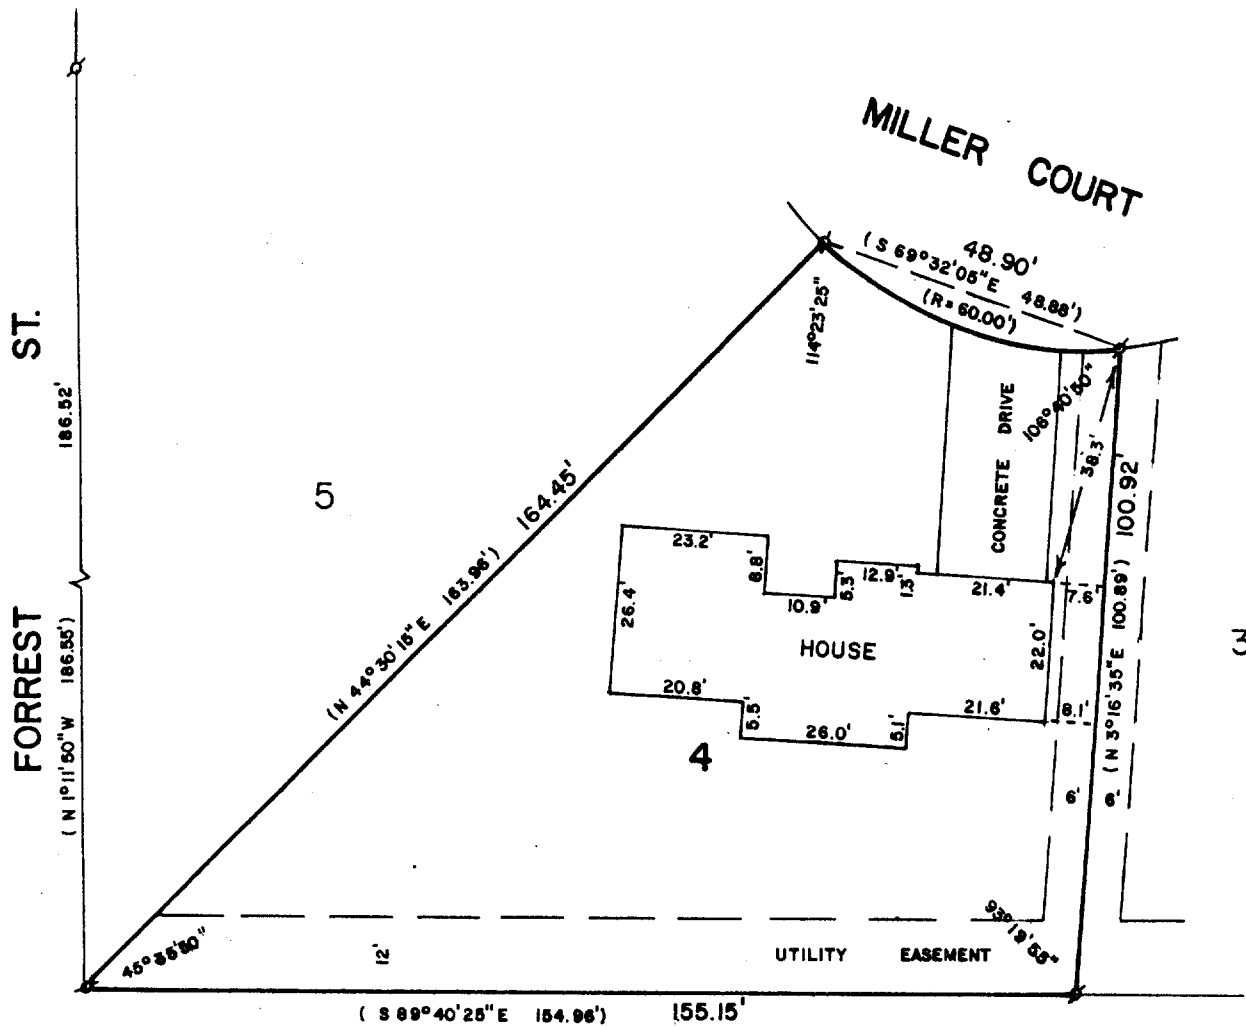 MILLER COURT
48.90'
( S 69°32'05"E 48.88')
(R=60.00')
114°23'25"
106°40'50"
CONCRETE DRIVE
38.3'
100.92'
( N 3°16'35"E 100.89')
FORREST ST.
186.52'
( N 1°11'50"W 186.55')
5
164.45'
(N 44°30'15"E 163.96')
23.2'
8.8'
10.9'
5.3'
12.9'
1.3'
21.4'
7.6'
26.4'
HOUSE
22.0'
20.8'
5.5'
26.0'
5.1'
21.6'
8.1'
4
6'
6'
45°35'50"
12'
UTILITY EASEMENT
93°19'55"
( S 89°40'25"E 154.96')
155.15'